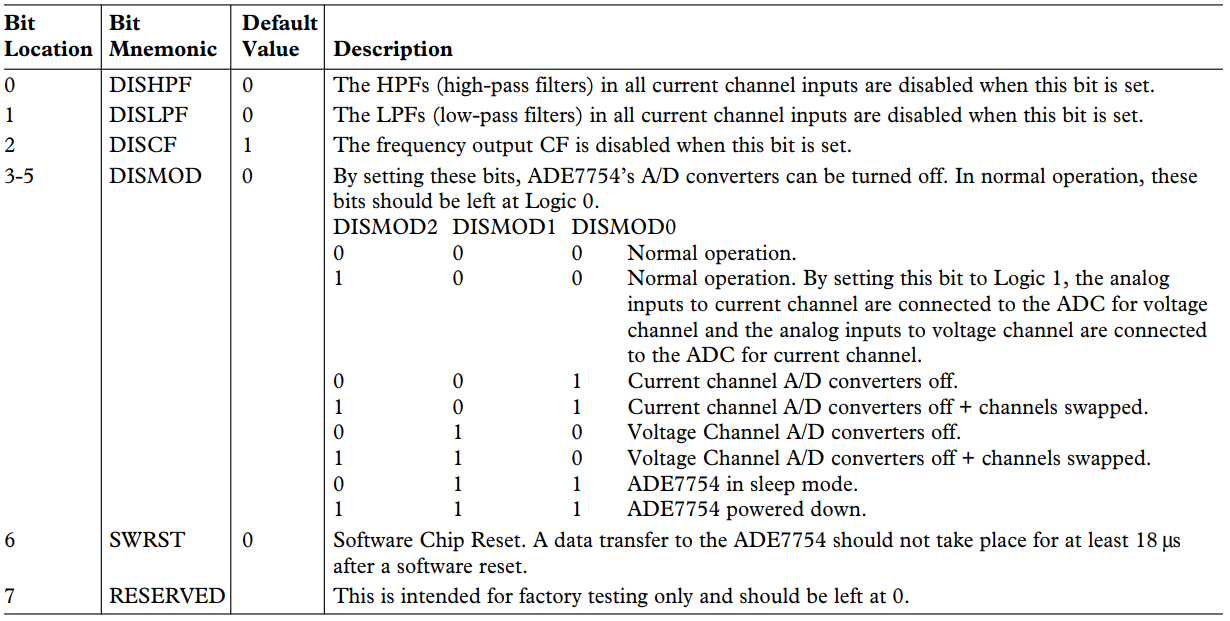 Bit Bit Default
Location Mnemonic Value Description
0 DISHPF 0 The HPFs (high-pass filters) in all current channel inputs are disabled when this bit is set.
1 DISLPF 0 The LPFs (low-pass filters) in all current channel inputs are disabled when this bit is set.
2 DISCF 1 The frequency output CF is disabled when this bit is set.
3-5 DISMOD 0 By setting these bits, ADE7754’s A/D converters can be turned off. In normal operation, these
bits should be left at Logic 0.
DISMOD2 DISMOD1 DISMOD0
0 0 0 Normal operation.
1 0 0 Normal operation. By setting this bit to Logic 1, the analog
inputs to current channel are connected to the ADC for voltage
channel and the analog inputs to voltage channel are connected
to the ADC for current channel.
0 0 1 Current channel A/D converters off.
1 0 1 Current channel A/D converters off + channels swapped.
0 1 0 Voltage Channel A/D converters off.
1 1 0 Voltage Channel A/D converters off + channels swapped.
0 1 1 ADE7754 in sleep mode.
1 1 1 ADE7754 powered down.
6 SWRST 0 Software Chip Reset. A data transfer to the ADE7754 should not take place for at least 18 µs
after a software reset.
7 RESERVED This is intended for factory testing only and should be left at 0.